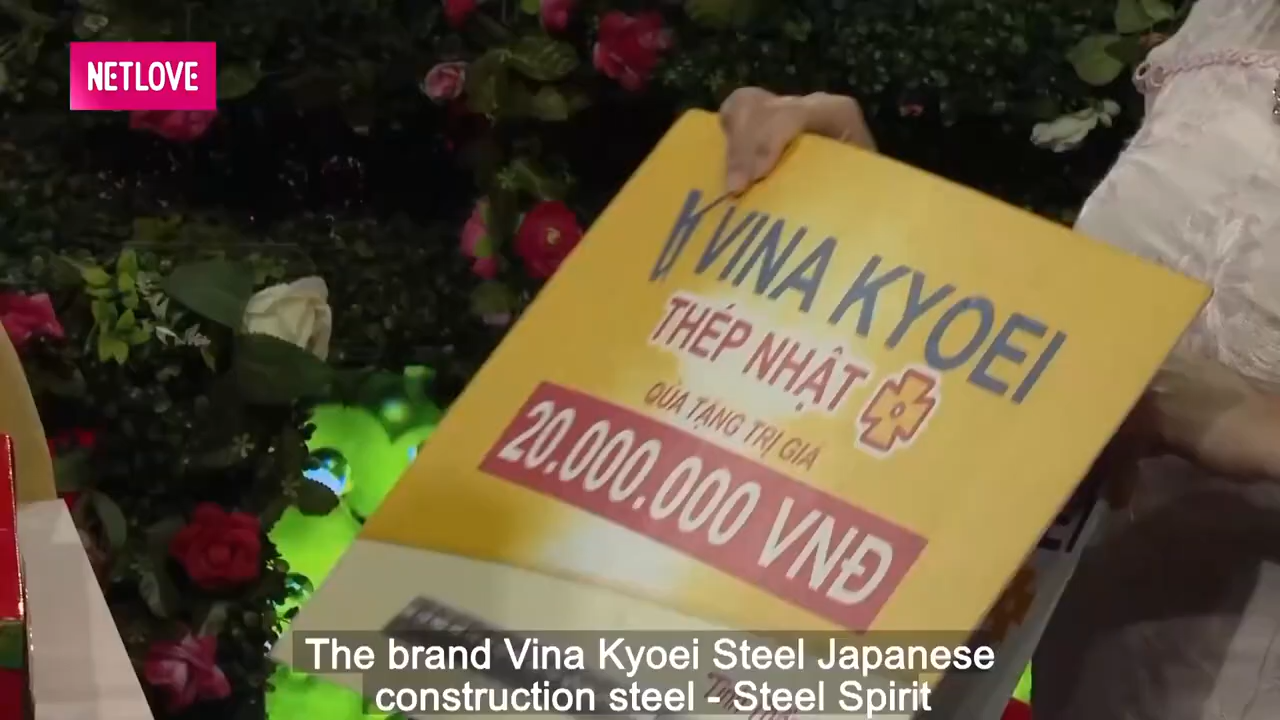 NETLOVE
VINA KYOEI
THÉP NHẬT
QÙA TẶNG TRỊ GIÁ
20.000.000 VNĐ
The brand Vina Kyoei Steel Japanese
construction steel - Steel Spirit